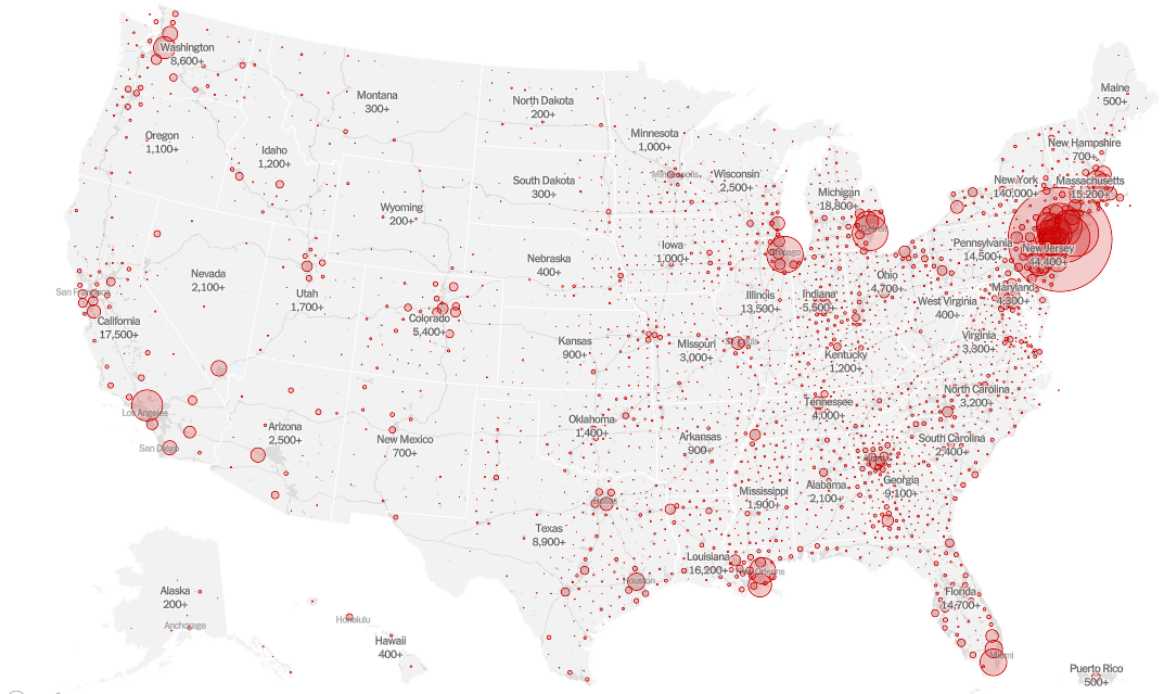 Washington
8,600+
Montana
300+
North Dakota
200+
Minnesota
1,000+
Maine
500+
Oregon
1,100+
Idaho
1,200+
South Dakota
300+
Minneapolis
Wisconsin
2,500+
Michigan
18,800+
Detroit
New Hampshire
700+
New York
140,000+
Massachusetts
15,200+
Wyoming
200+
Iowa
1,000+
Chicago
Pennsylvania
14,500+
New Jersey
44,400+
San Francisco
Nevada
2,100+
Utah
1,700+
Nebraska
400+
Illinois
13,500+
Indiana
5,500+
Ohio
4,700+
West Virginia
400+
Maryland
4,300+
California
17,500+
Colorado
5,400+
Kansas
900+
Missouri
3,000+
St. Louis
Kentucky
1,200+
Virginia
3,300+
Los Angeles
San Diego
Arizona
2,500+
New Mexico
700+
Oklahoma
1,400+
Arkansas
900+
Tennessee
4,000+
North Carolina
3,200+
South Carolina
2,400+
Atlanta
Georgia
9,100+
Alabama
2,100+
Mississippi
1,900+
Dallas
Texas
8,900+
Houston
Louisiana
16,200+
New Orleans
Florida
14,700+
Miami
Alaska
200+
Anchorage
Honolulu
Hawaii
400+
Puerto Rico
500+